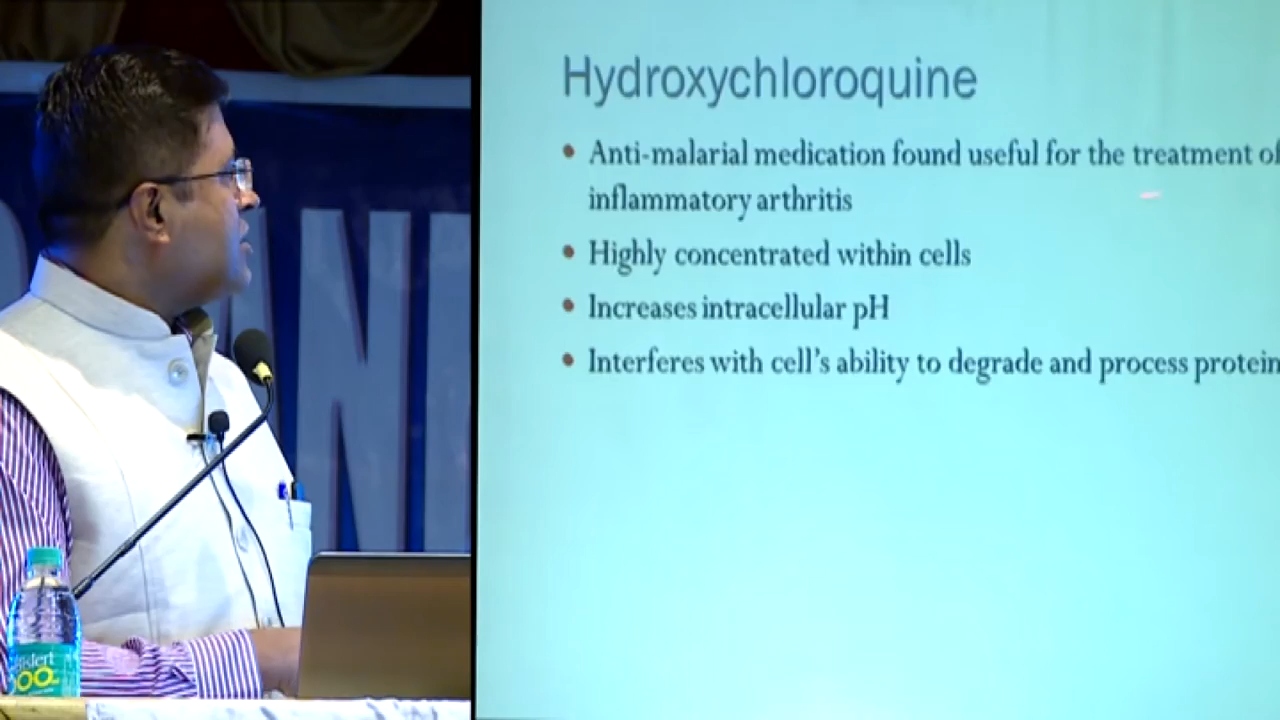 Hydroxychloroquine
• Anti-malarial medication found useful for the treatment of
inflammatory arthritis
• Highly concentrated within cells
• Increases intracellular pH
• Interferes with cell's ability to degrade and process protein
AN